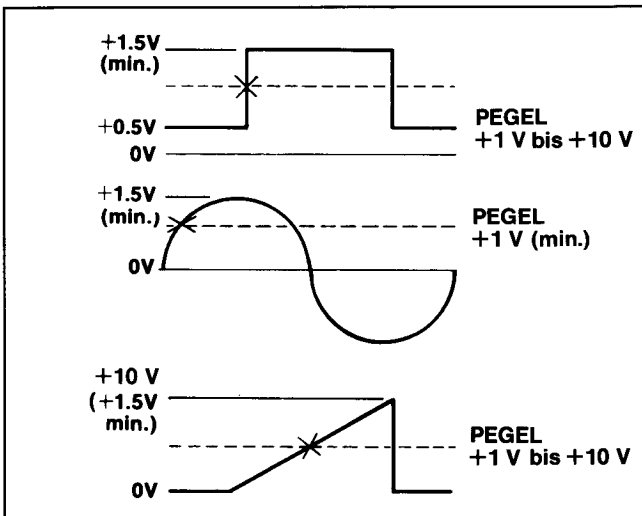 +1.5V
(min.)
+0.5V
0V
PEGEL
+1 V bis +10 V
+1.5V
(min.)
0V
PEGEL
+1 V (min.)
+10 V
(+1.5V
min.)
0V
PEGEL
+1 V bis +10 V